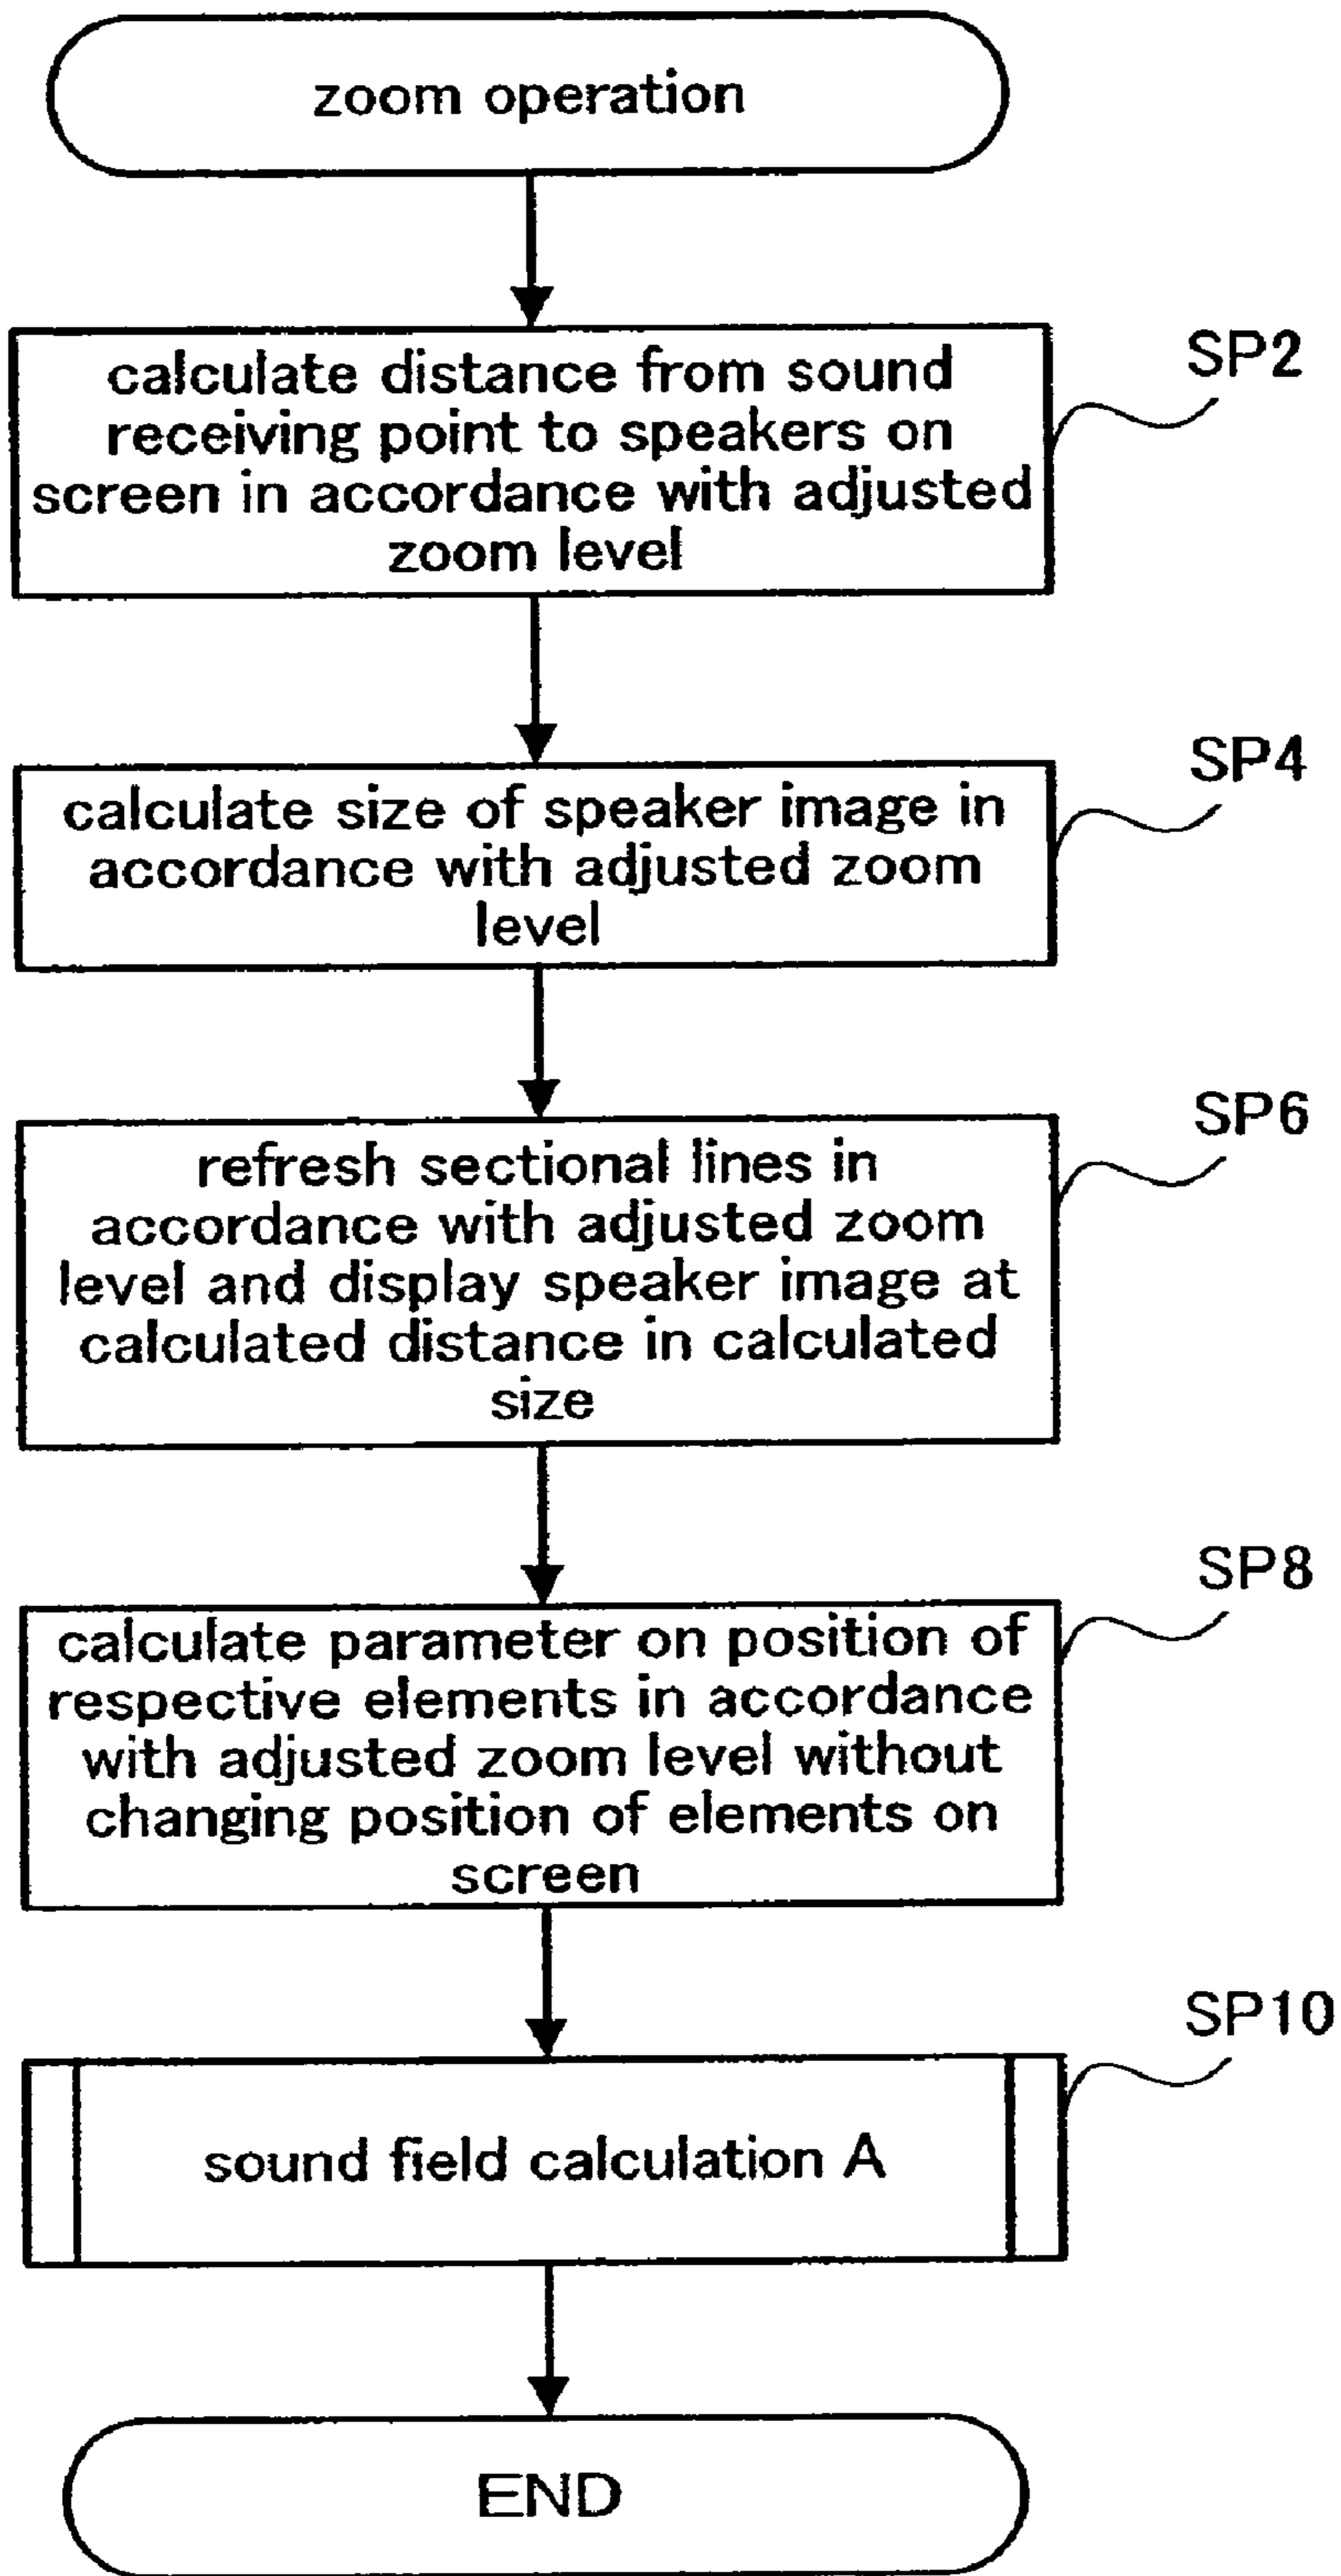 zoom operation
calculate distance from sound
receiving point to speakers on
screen in accordance with adjusted
zoom level
SP2
calculate size of speaker image in
accordance with adjusted zoom
level
SP4
refresh sectional lines in
accordance with adjusted zoom
level and display speaker image at
calculated distance in calculated
size
SP6
calculate parameter on position of
respective elements in accordance
with adjusted zoom level without
changing position of elements on
screen
SP8
sound field calculation A
SP10
END